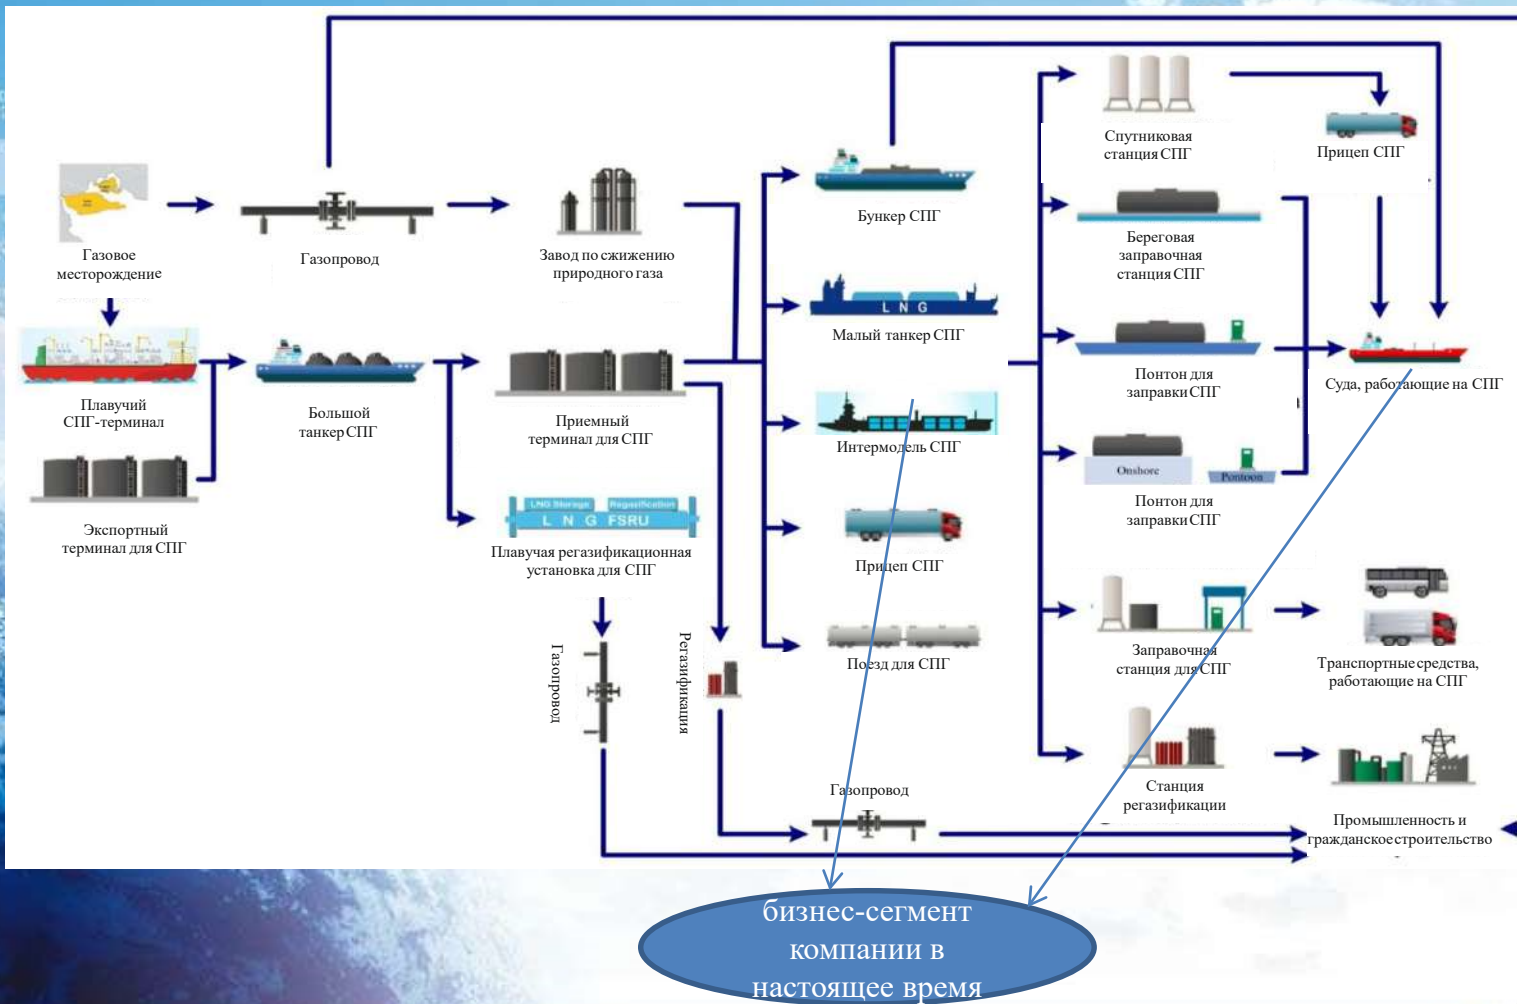 Газовое
месторождение
Газопровод
Завод по сжижению
природного газа
Плавучий
СПГ-терминал
Большой
танкер СПГ
Приемный
терминал для СПГ
Экспортный
терминал для СПГ
LNG Storage
Regasification
L N G FSRU
Плавучая регазификационная
установка для СПГ
Газопровод
Регазификация
Бункер СПГ
L N G
Малый танкер СПГ
Интермодель СПГ
Прицеп СПГ
Поезд для СПГ
Газопровод
Спутниковая
станция СПГ
Прицеп СПГ
Береговая
заправочная
станция СПГ
Понтон для
заправки СПГ
Суда, работающие на СПГ
Onshore
Pontoon
Понтон для
заправки СПГ
Заправочная
станция для СПГ
Транспортные средства,
работающие на СПГ
Станция
регазификации
Промышленность и
гражданское строительство
бизнес-сегмент
компании в
настоящее время